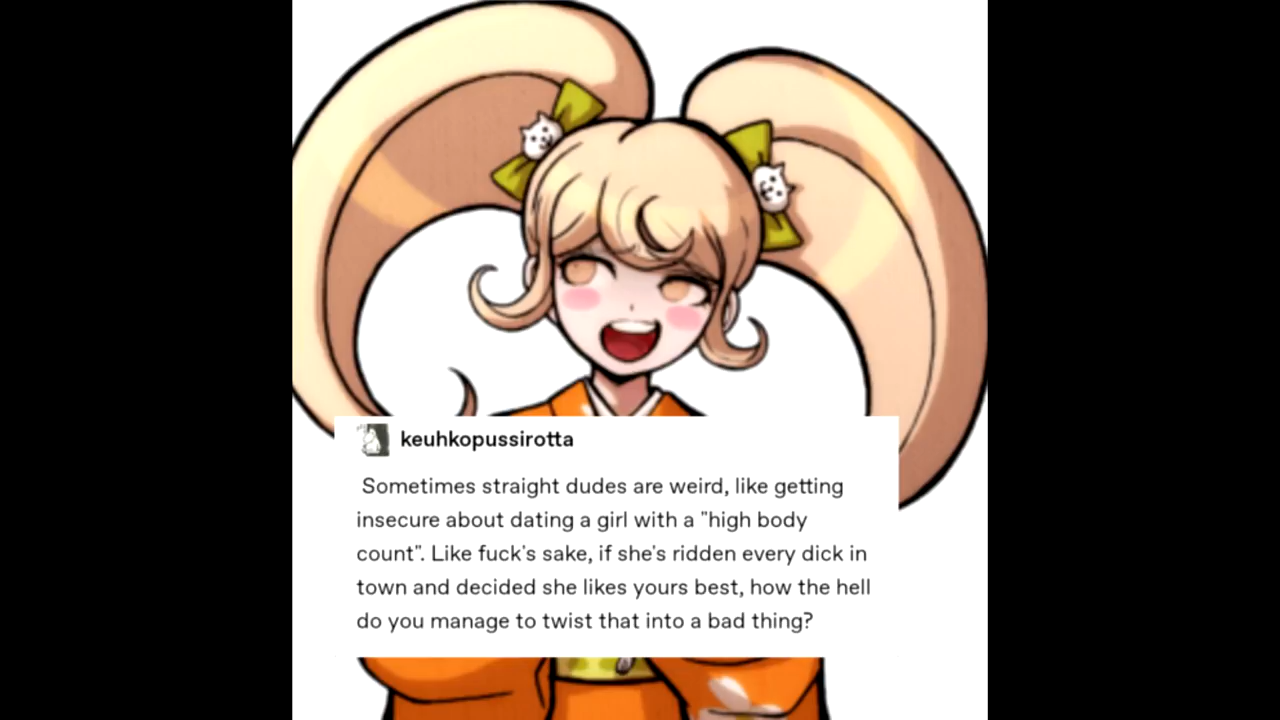 keuhkopussirotta
Sometimes straight dudes are weird, like getting
insecure about dating a girl with a "high body
count". Like fuck's sake, if she's ridden every dick in
town and decided she likes yours best, how the hell
do you manage to twist that into a bad thing?